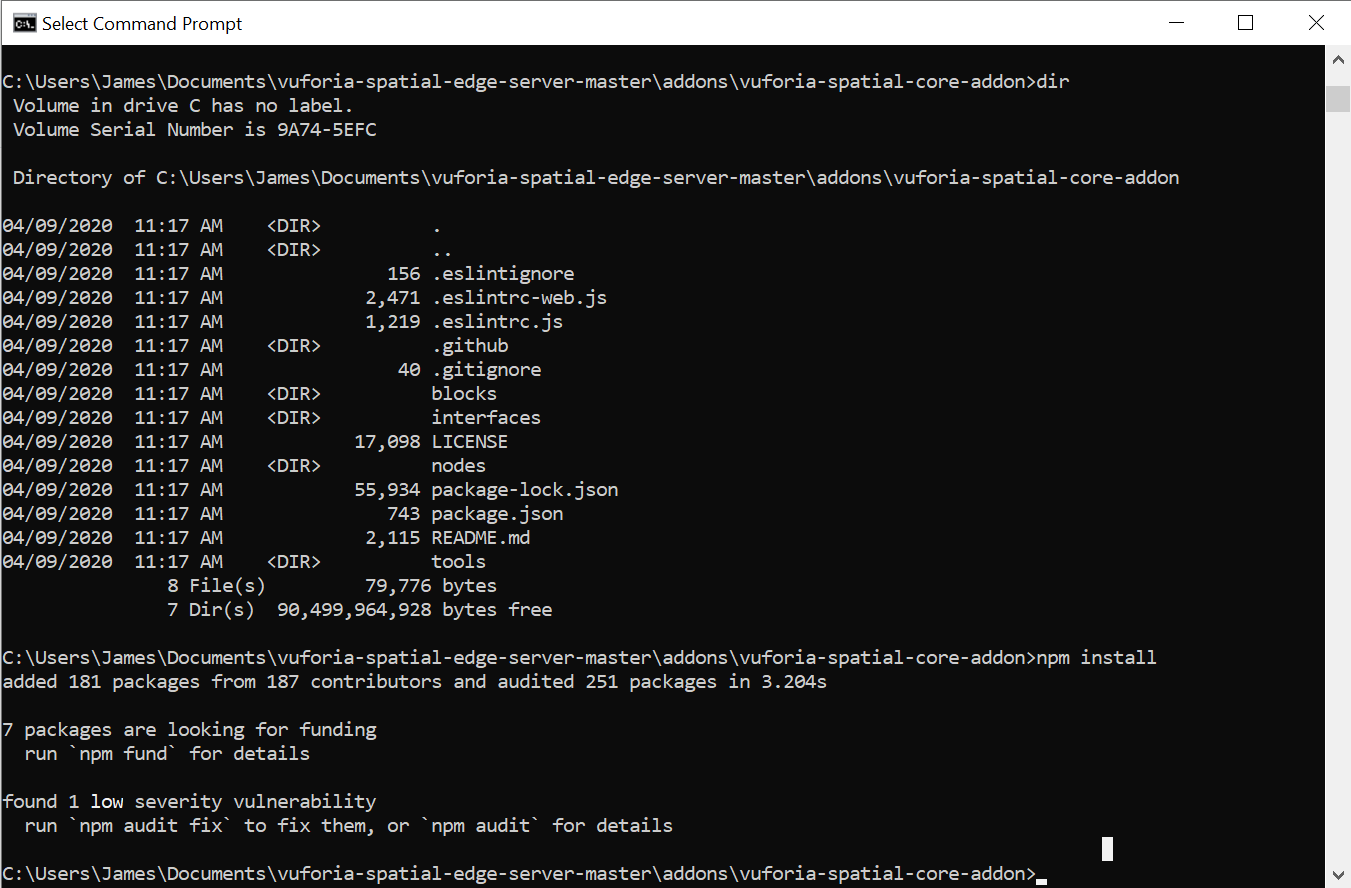 Select Command Prompt
C:\Users\James\Documents\vuforia-spatial-edge-server-master\addons\vuforia-spatial-core-addon>dir
 Volume in drive C has no label.
 Volume Serial Number is 9A74-5EFC

 Directory of C:\Users\James\Documents\vuforia-spatial-edge-server-master\addons\vuforia-spatial-core-addon

04/09/2020  11:17 AM    <DIR>          .
04/09/2020  11:17 AM    <DIR>          ..
04/09/2020  11:17 AM               156 .eslintignore
04/09/2020  11:17 AM             2,471 .eslintrc-web.js
04/09/2020  11:17 AM             1,219 .eslintrc.js
04/09/2020  11:17 AM    <DIR>          .github
04/09/2020  11:17 AM                40 .gitignore
04/09/2020  11:17 AM    <DIR>          blocks
04/09/2020  11:17 AM    <DIR>          interfaces
04/09/2020  11:17 AM            17,098 LICENSE
04/09/2020  11:17 AM    <DIR>          nodes
04/09/2020  11:17 AM            55,934 package-lock.json
04/09/2020  11:17 AM               743 package.json
04/09/2020  11:17 AM             2,115 README.md
04/09/2020  11:17 AM    <DIR>          tools
               8 File(s)         79,776 bytes
               7 Dir(s)  90,499,964,928 bytes free

C:\Users\James\Documents\vuforia-spatial-edge-server-master\addons\vuforia-spatial-core-addon>npm install
added 181 packages from 187 contributors and audited 251 packages in 3.204s

7 packages are looking for funding
  run `npm fund` for details

found 1 low severity vulnerability
  run `npm audit fix` to fix them, or `npm audit` for details

C:\Users\James\Documents\vuforia-spatial-edge-server-master\addons\vuforia-spatial-core-addon>